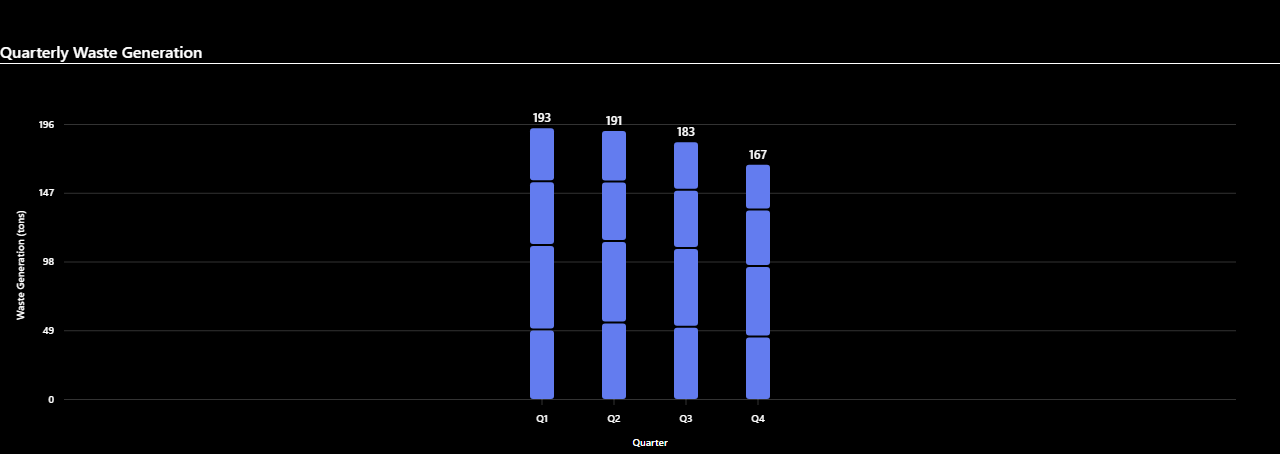 Quarterly Waste Generation
193
191
183
167
196
147
98
49
0
Waste Generation (tons)
Q1
Q2
Q3
Q4
Quarter